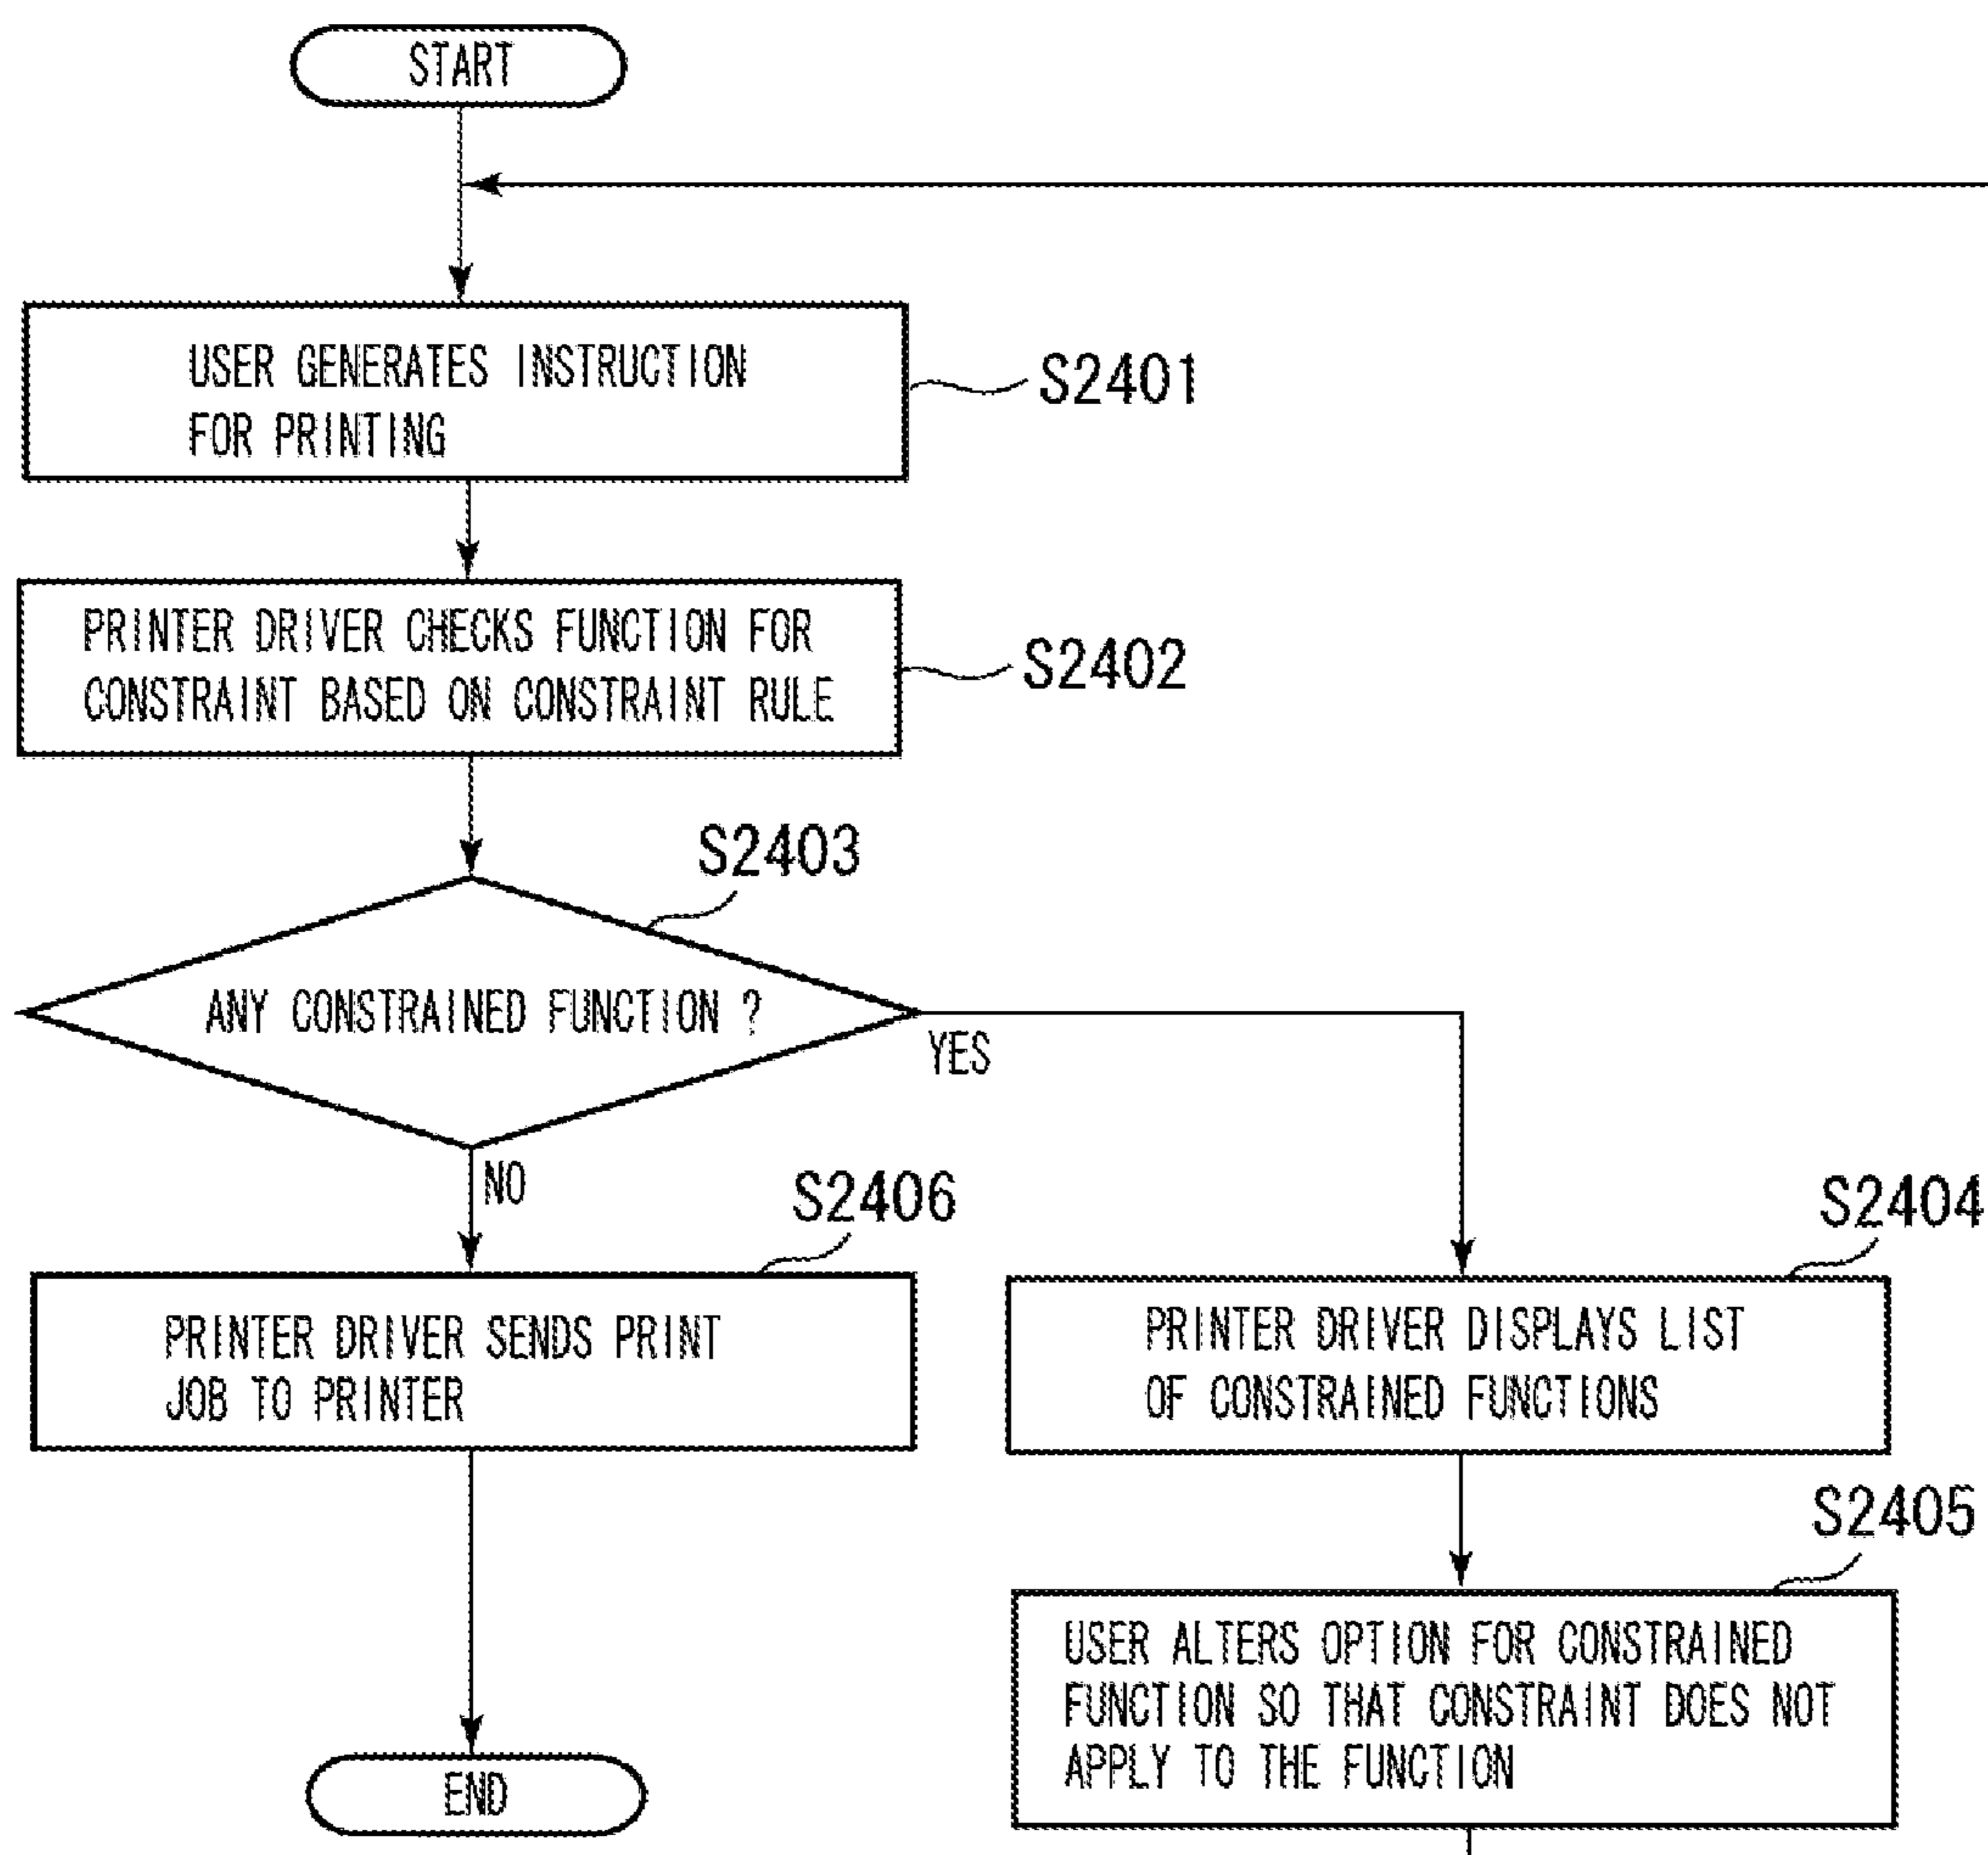 START
USER GENERATES INSTRUCTION
FOR PRINTING
S2401
PRINTER DRIVER CHECKS FUNCTION FOR
CONSTRAINT BASED ON CONSTRAINT RULE
S2402
S2403
ANY CONSTRAINED FUNCTION ?
YES
NO
S2406
PRINTER DRIVER SENDS PRINT
JOB TO PRINTER
S2404
PRINTER DRIVER DISPLAYS LIST
OF CONSTRAINED FUNCTIONS
S2405
USER ALTERS OPTION FOR CONSTRAINED
FUNCTION SO THAT CONSTRAINT DOES NOT
APPLY TO THE FUNCTION
END